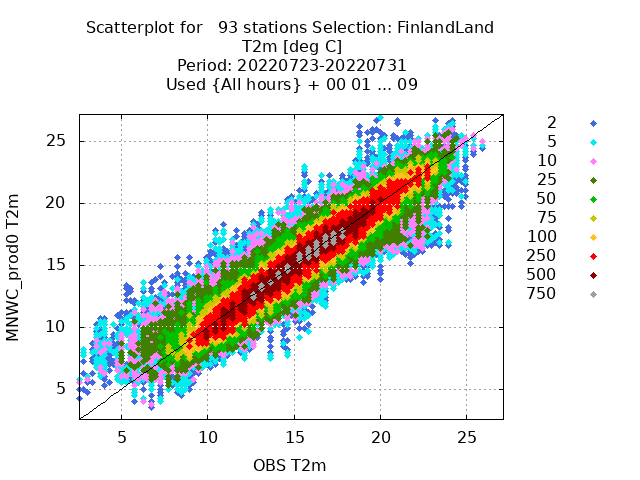 Scatterplot for 93 stations Selection: FinlandLand
T2m [deg C]
Period: 20220723-20220731
Used {All hours} + 00 01 ... 09
MNWC_prod0 T2m
25
20
15
10
5
5 10 15 20 25
OBS T2m
2
5
10
25
50
75
100
250
500
750